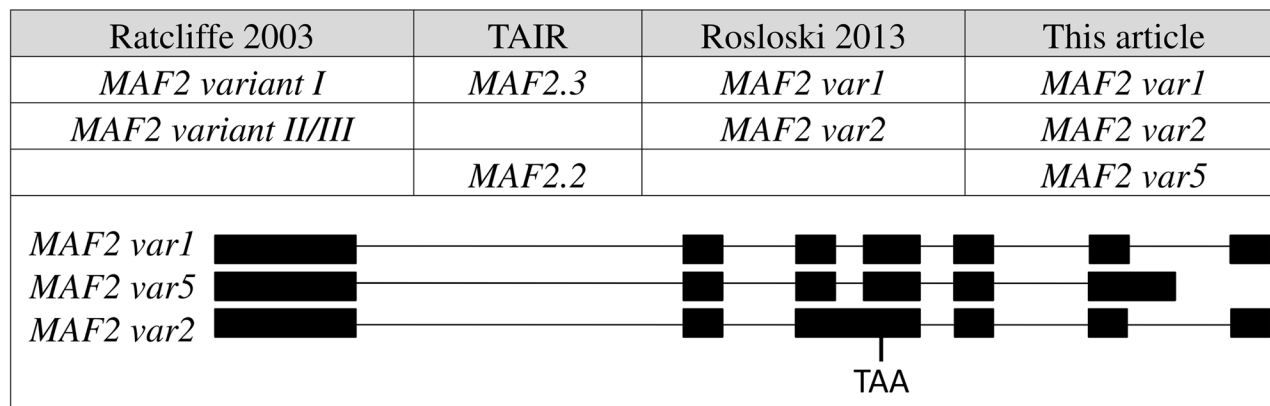 Ratcliffe 2003 TAIR Rosloski 2013 This article
MAF2 variant I MAF2.3 MAF2 var1 MAF2 var1
MAF2 variant II/III MAF2 var2 MAF2 var2
MAF2.2 MAF2 var5
MAF2 var1
MAF2 var5
MAF2 var2
TAA